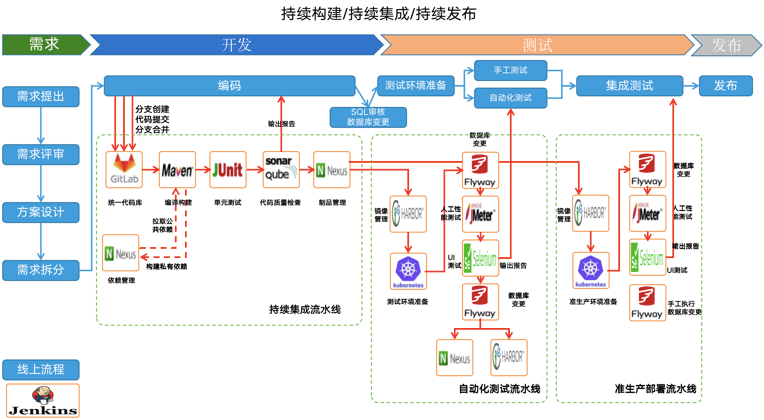 持续构建/持续集成/持续发布
需求
开发
测试
发布
需求提出
需求评审
方案设计
需求拆分
编码
SQL审核
数据库变更
测试环境准备
手工测试
自动化测试
集成测试
发布
分支创建
代码提交
分支合并
输出报告
GitLab
统一代码库
Maven
编译构建
JUnit
单元测试
sonar
qube
代码质量检查
Nexus
制品管理
拉取公
共依赖
Nexus
依赖管理
构建私有依赖
持续集成流水线
数据库
变更
Flyway
镜像
管理
HARBOR
人工性
能测试
APACHE
JMeter
kubernetes
测试环境准备
UI
测试
Selenium
输出报告
Flyway
数据库
变更
Nexus
HARBOR
自动化测试流水线
Flyway
数据库
变更
镜像
管理
HARBOR
APACHE
JMeter
人工性
能测试
kubernetes
准生产环境准备
Selenium
输出报告
UI测试
Flyway
手工执行
数据库变更
准生产部署流水线
线上流程
Jenkins